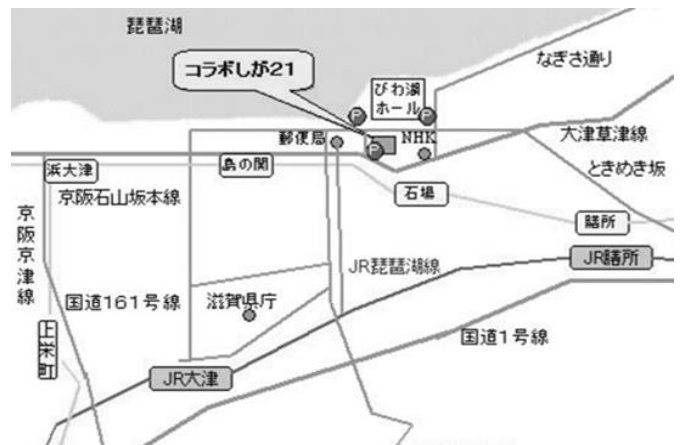 琵琶湖
コラボしが21
なぎさ通り
びわ湖
ホール
P
P
郵便局
P
NHK
大津草津線
浜大津
島の関
ときめき坂
京阪石山坂本線
石場
膳所
京阪京津線
JR琵琶湖線
JR膳所
国道161号線
滋賀県庁
国道1号線
上栄町
JR大津